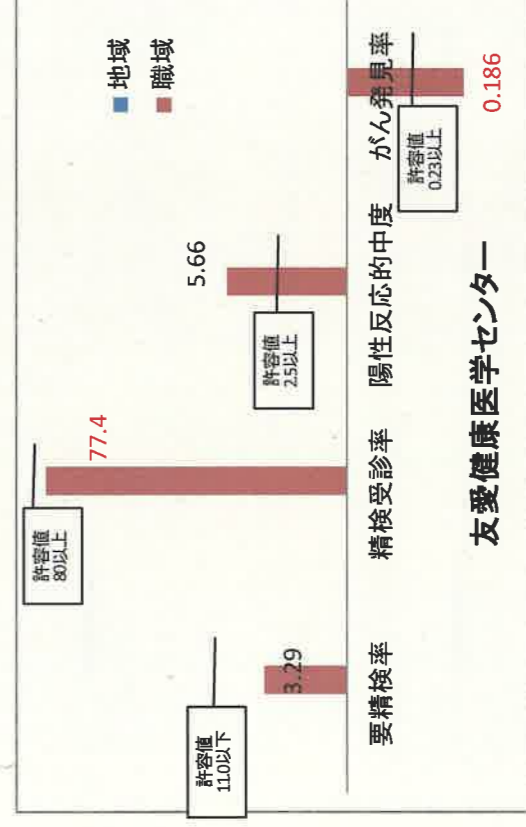 地域
職域
許容値
11.0以下
3.29
許容値
80以上
77.4
許容値
2.5以上
5.66
許容値
0.23以上
0.186
要精検率
精検受診率
陽性反応的中度
がん発見率
友愛健康医学センター